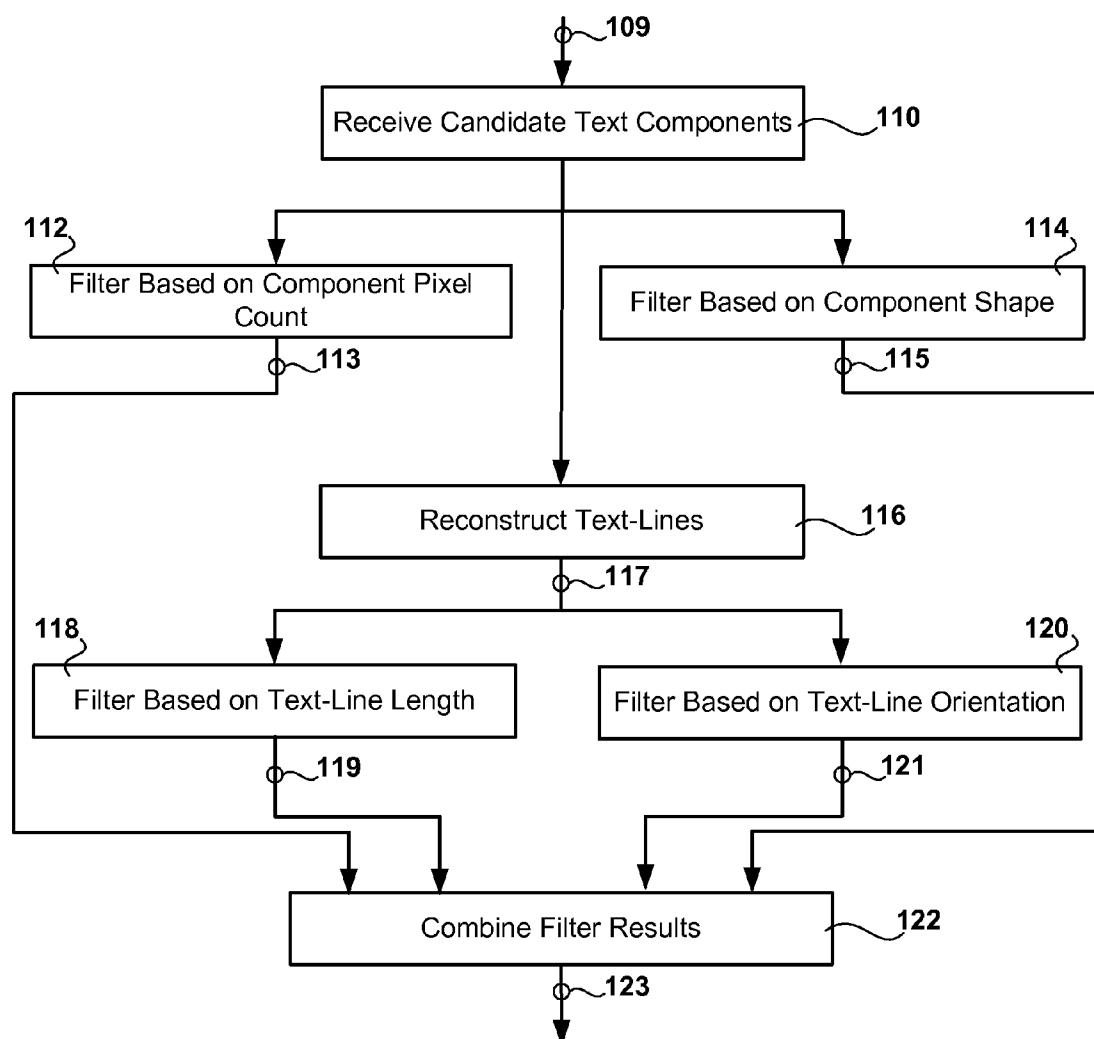 109
Receive Candidate Text Components
110
112
114
Filter Based on Component Pixel
Count
Filter Based on Component Shape
113
115
Reconstruct Text-Lines
116
117
118
120
Filter Based on Text-Line Length
Filter Based on Text-Line Orientation
119
121
Combine Filter Results
122
123